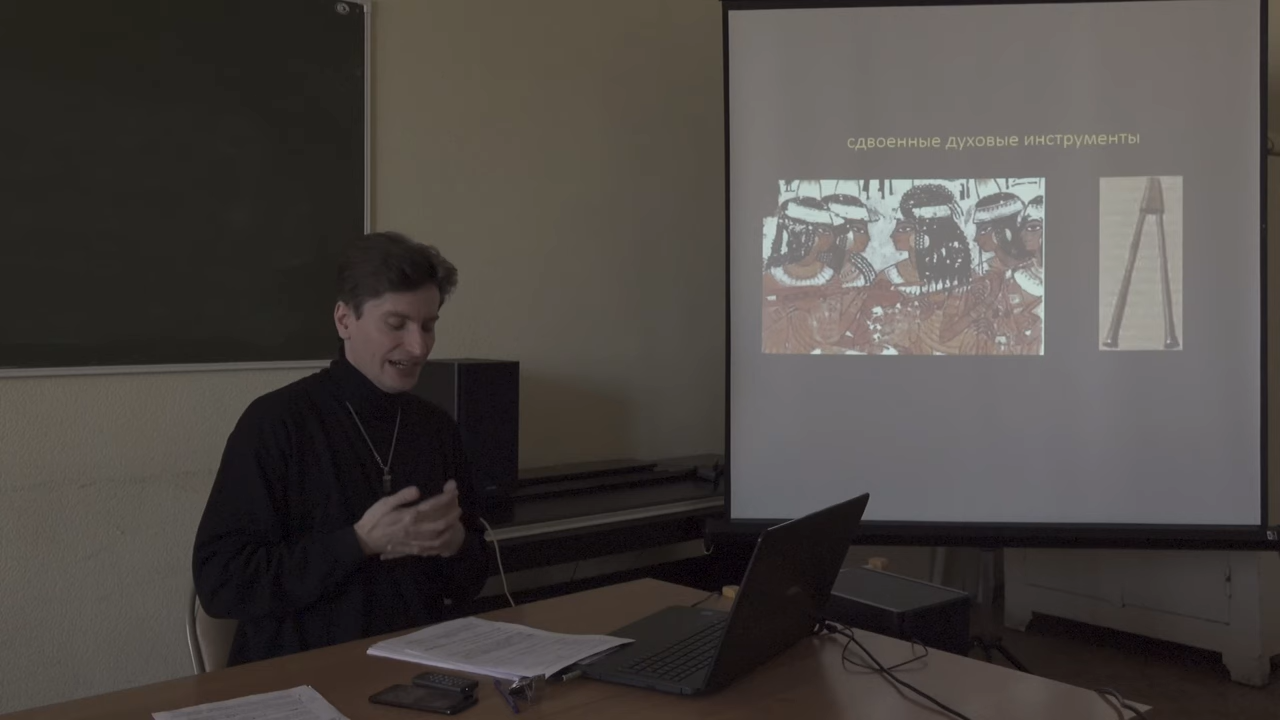 сдвоенные духовые инструменты